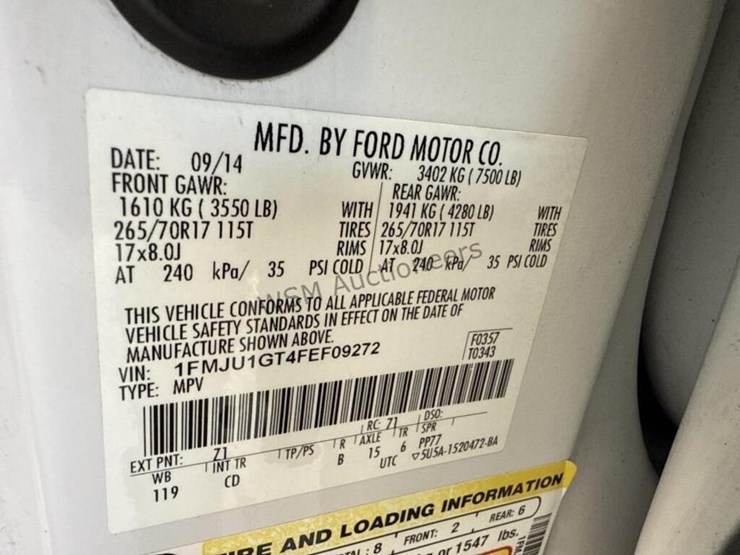 MFD. BY FORD MOTOR CO.
DATE: 09/14 GVWR: 3402 KG ( 7500 LB)
FRONT GAWR: REAR GAWR:
1610 KG ( 3550 LB) WITH 1941 KG ( 4280 LB) WITH
265/70R17 115T TIRES 265/70R17 115T TIRES
17x8.0J RIMS 17x8.0J RIMS
AT 240 kPa/ 35 PSI COLD AT 240 kPa/ 35 PSI COLD
WSM Auctioneers
THIS VEHICLE CONFORMS TO ALL APPLICABLE FEDERAL MOTOR
VEHICLE SAFETY STANDARDS IN EFFECT ON THE DATE OF
MANUFACTURE SHOWN ABOVE.
VIN: 1FMJU1GT4FEF09272 F0357
TYPE: MPV T0343
EXT PNT: Z1 RC: 71 DSO:
WB INT TR TP/PS R AXLE TR SPR
119 CD B 15 6 PP77
UTC 5U5A-1520472-BA
IRE AND LOADING INFORMATION
: 8 FRONT: 2 REAR: 6
or 1547 lbs.